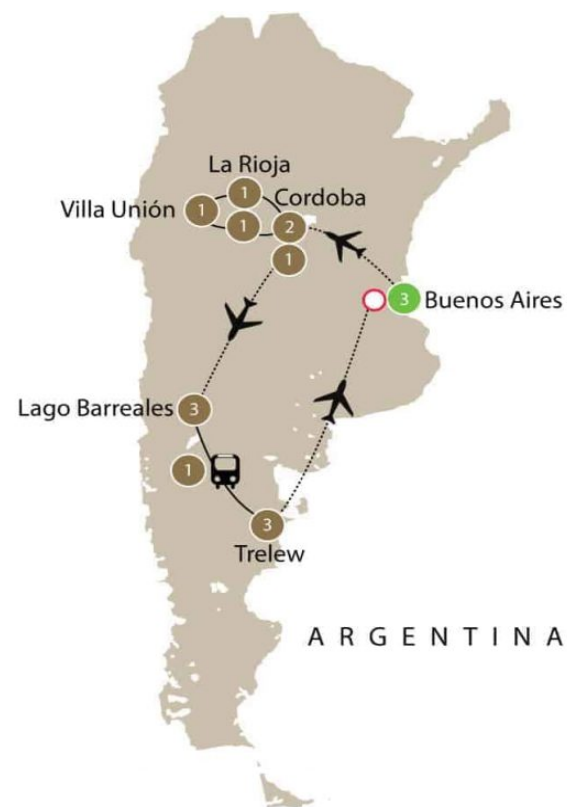 La Rioja
1
Cordoba
Villa Unión
1
1
2
1
3
Buenos Aires
Lago Barreales
3
1
3
Trelew
ARGENTINA